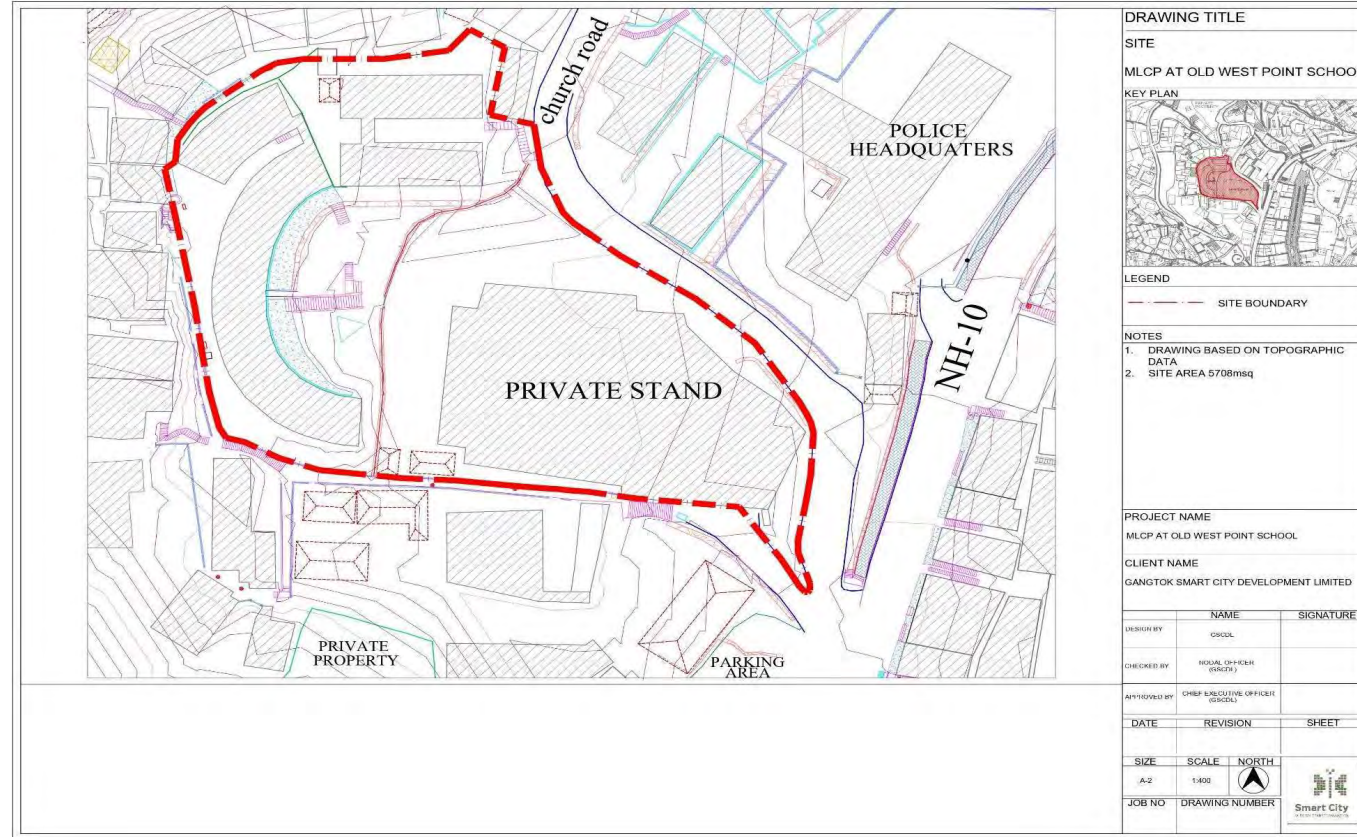 church road
POLICE
HEADQUATERS
NH-10
PRIVATE STAND
PRIVATE
PROPERTY
PARKING
AREA
DRAWING TITLE
SITE
MLCP AT OLD WEST POINT SCHOO
KEY PLAN
LEGEND
SITE BOUNDARY
NOTES
1. DRAWING BASED ON TOPOGRAPHIC
DATA
2. SITE AREA 5708msq
PROJECT NAME
MLCP AT OLD WEST POINT SCHOOL
CLIENT NAME
GANGTOK SMART CITY DEVELOPMENT LIMITED
NAME SIGNATURE
DESIGN BY GSCDL
CHECKED BY NODAL OFFICER
(GSCDL)
APPROVED BY CHIEF EXECUTIVE OFFICER
(GSCDL)
DATE REVISION SHEET
SIZE SCALE NORTH
A-2 1:400
JOB NO DRAWING NUMBER
Smart City